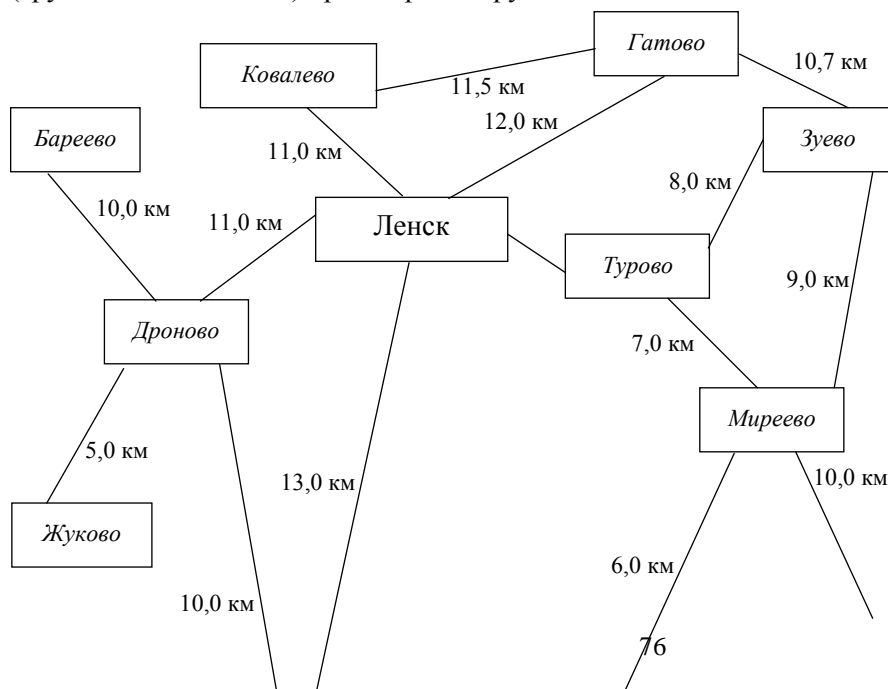 Гатово
10,7 км
Ковалево
11,5 км
12,0 км
Бареево
Зуево
11,0 км
8,0 км
10,0 км
11,0 км
Ленск
Турово
9,0 км
Дроново
7,0 км
Миреево
5,0 км
13,0 км
10,0 км
Жуково
6,0 км
10,0 км
76